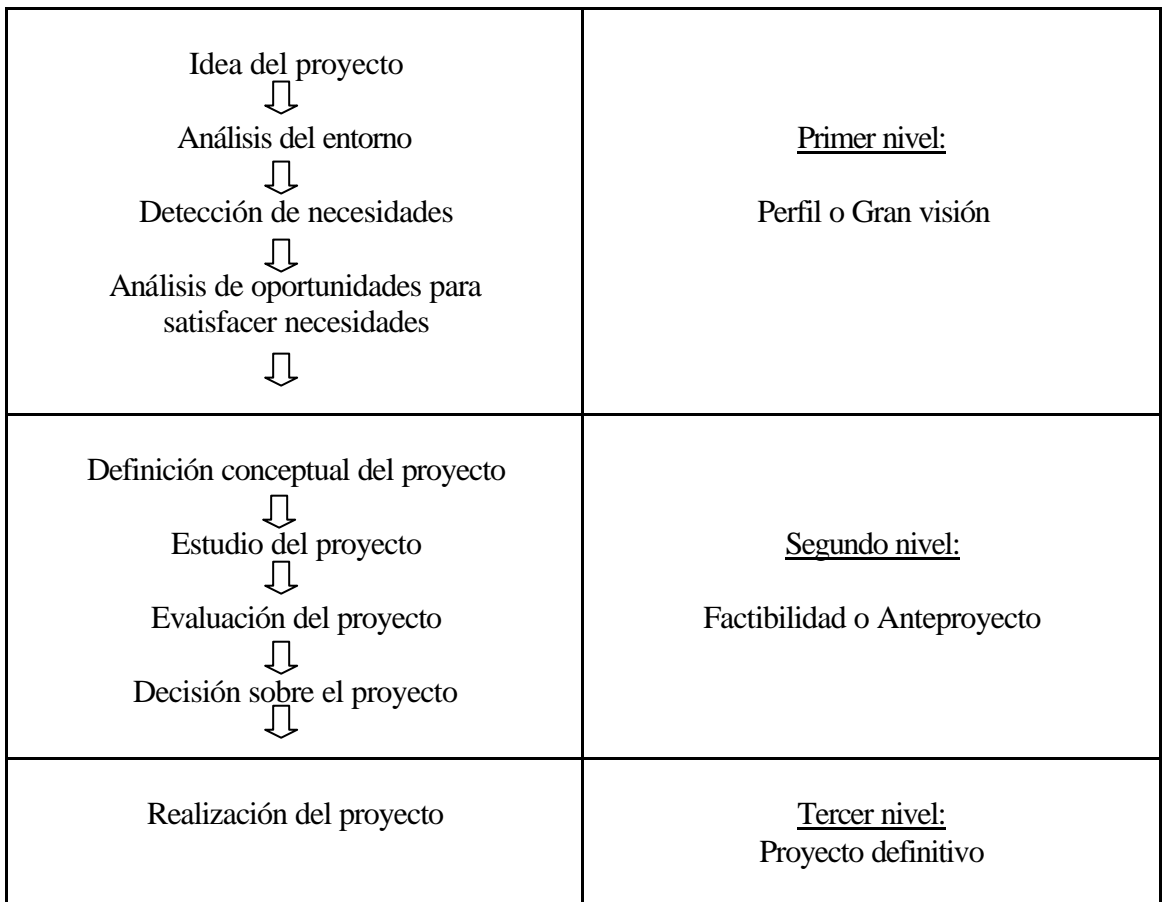 Idea del proyecto
Análisis del entorno
Detección de necesidades
Análisis de oportunidades para
satisfacer necesidades
Primer nivel:
Perfil o Gran visión
Definición conceptual del proyecto
Estudio del proyecto
Evaluación del proyecto
Decisión sobre el proyecto
Segundo nivel:
Factibilidad o Anteproyecto
Realización del proyecto
Tercer nivel:
Proyecto definitivo